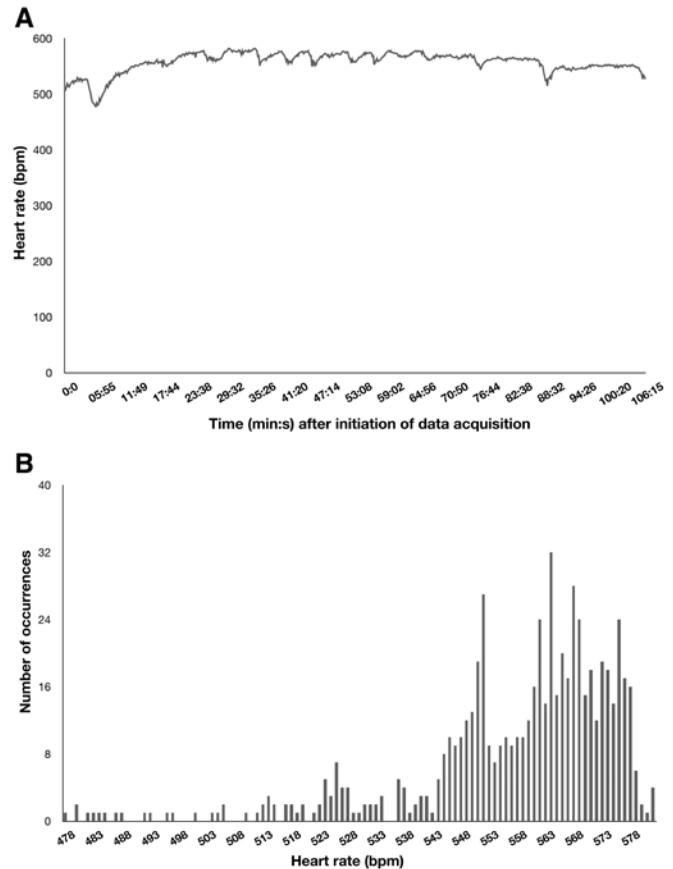 A
600
500
400
300
200
100
0
Heart rate (bpm)
0:0 05:55 11:49 17:44 23:38 29:32 35:26 41:20 47:14 53:08 59:02 64:56 70:50 76:44 82:38 88:32 94:26 100:20 106:15
Time (min:s) after initiation of data acquisition
B
40
32
24
16
8
0
Number of occurrences
478 483 488 493 498 503 508 513 518 523 528 533 538 543 548 553 558 563 568 573 578
Heart rate (bpm)